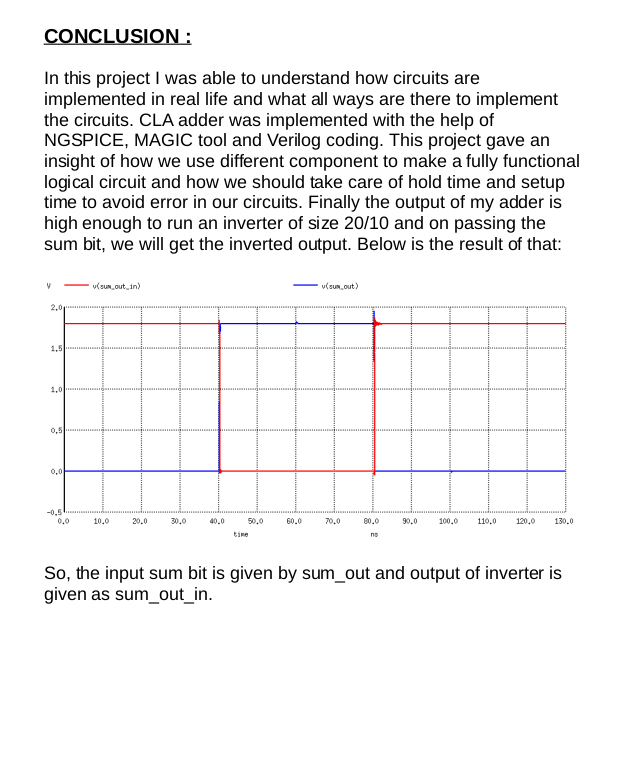 CONCLUSION :
In this project I was able to understand how circuits are
implemented in real life and what all ways are there to implement
the circuits. CLA adder was implemented with the help of
NGSPICE, MAGIC tool and Verilog coding. This project gave an
insight of how we use different component to make a fully functional
logical circuit and how we should take care of hold time and setup
time to avoid error in our circuits. Finally the output of my adder is
high enough to run an inverter of size 20/10 and on passing the
sum bit, we will get the inverted output. Below is the result of that:
V v(sum_out_in) v(sum_out)
2.0
1.5
1.0
0.5
0.0
-0.5
0.0 10.0 20.0 30.0 40.0 50.0 60.0 70.0 80.0 90.0 100.0 110.0 120.0 130.0
time ns
So, the input sum bit is given by sum_out and output of inverter is
given as sum_out_in.